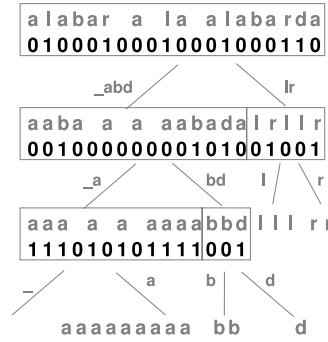 alabar a la alabarda
01000100010001000110
_abd lr
aaba a a aabada lrllr
001000000001010 01001
_a bd l r
aaa a a aaaa bbd lll rr
111010101111 001
_ a b d
aaaaaaaaa bb d